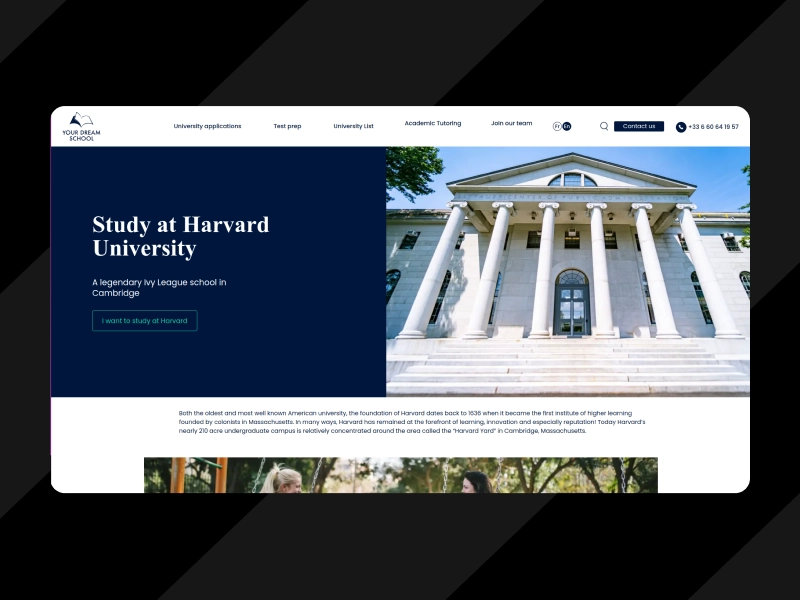 YOUR DREAM
SCHOOL
University applications
Test prep
University List
Academic Tutoring
Join our team
Fr
En
Contact us
+33 6 60 64 19 57
Study at Harvard
University
A legendary Ivy League school in
Cambridge
I want to study at Harvard
Both the oldest and most well known American university, the foundation of Harvard dates back to 1636 when it became the first institute of higher learning
founded by colonists in Massachusetts. In many ways, Harvard has remained at the forefront of learning, innovation and especially reputation! Today Harvard's
nearly 210 acre undergraduate campus is relatively concentrated around the area called the "Harvard Yard" in Cambridge, Massachusetts.